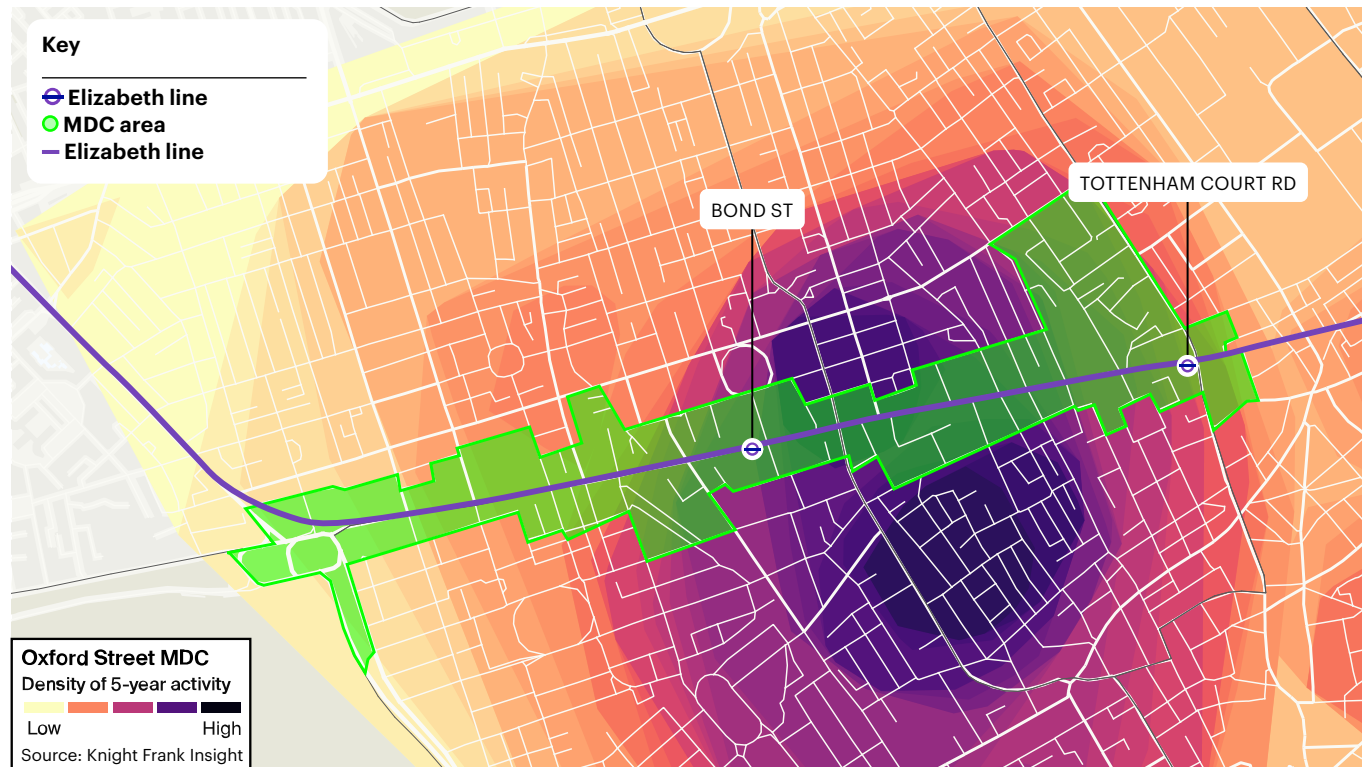 Key
Elizabeth line
MDC area
Elizabeth line
BOND ST
TOTTENHAM COURT RD
Oxford Street MDC
Density of 5-year activity
Low High
Source: Knight Frank Insight